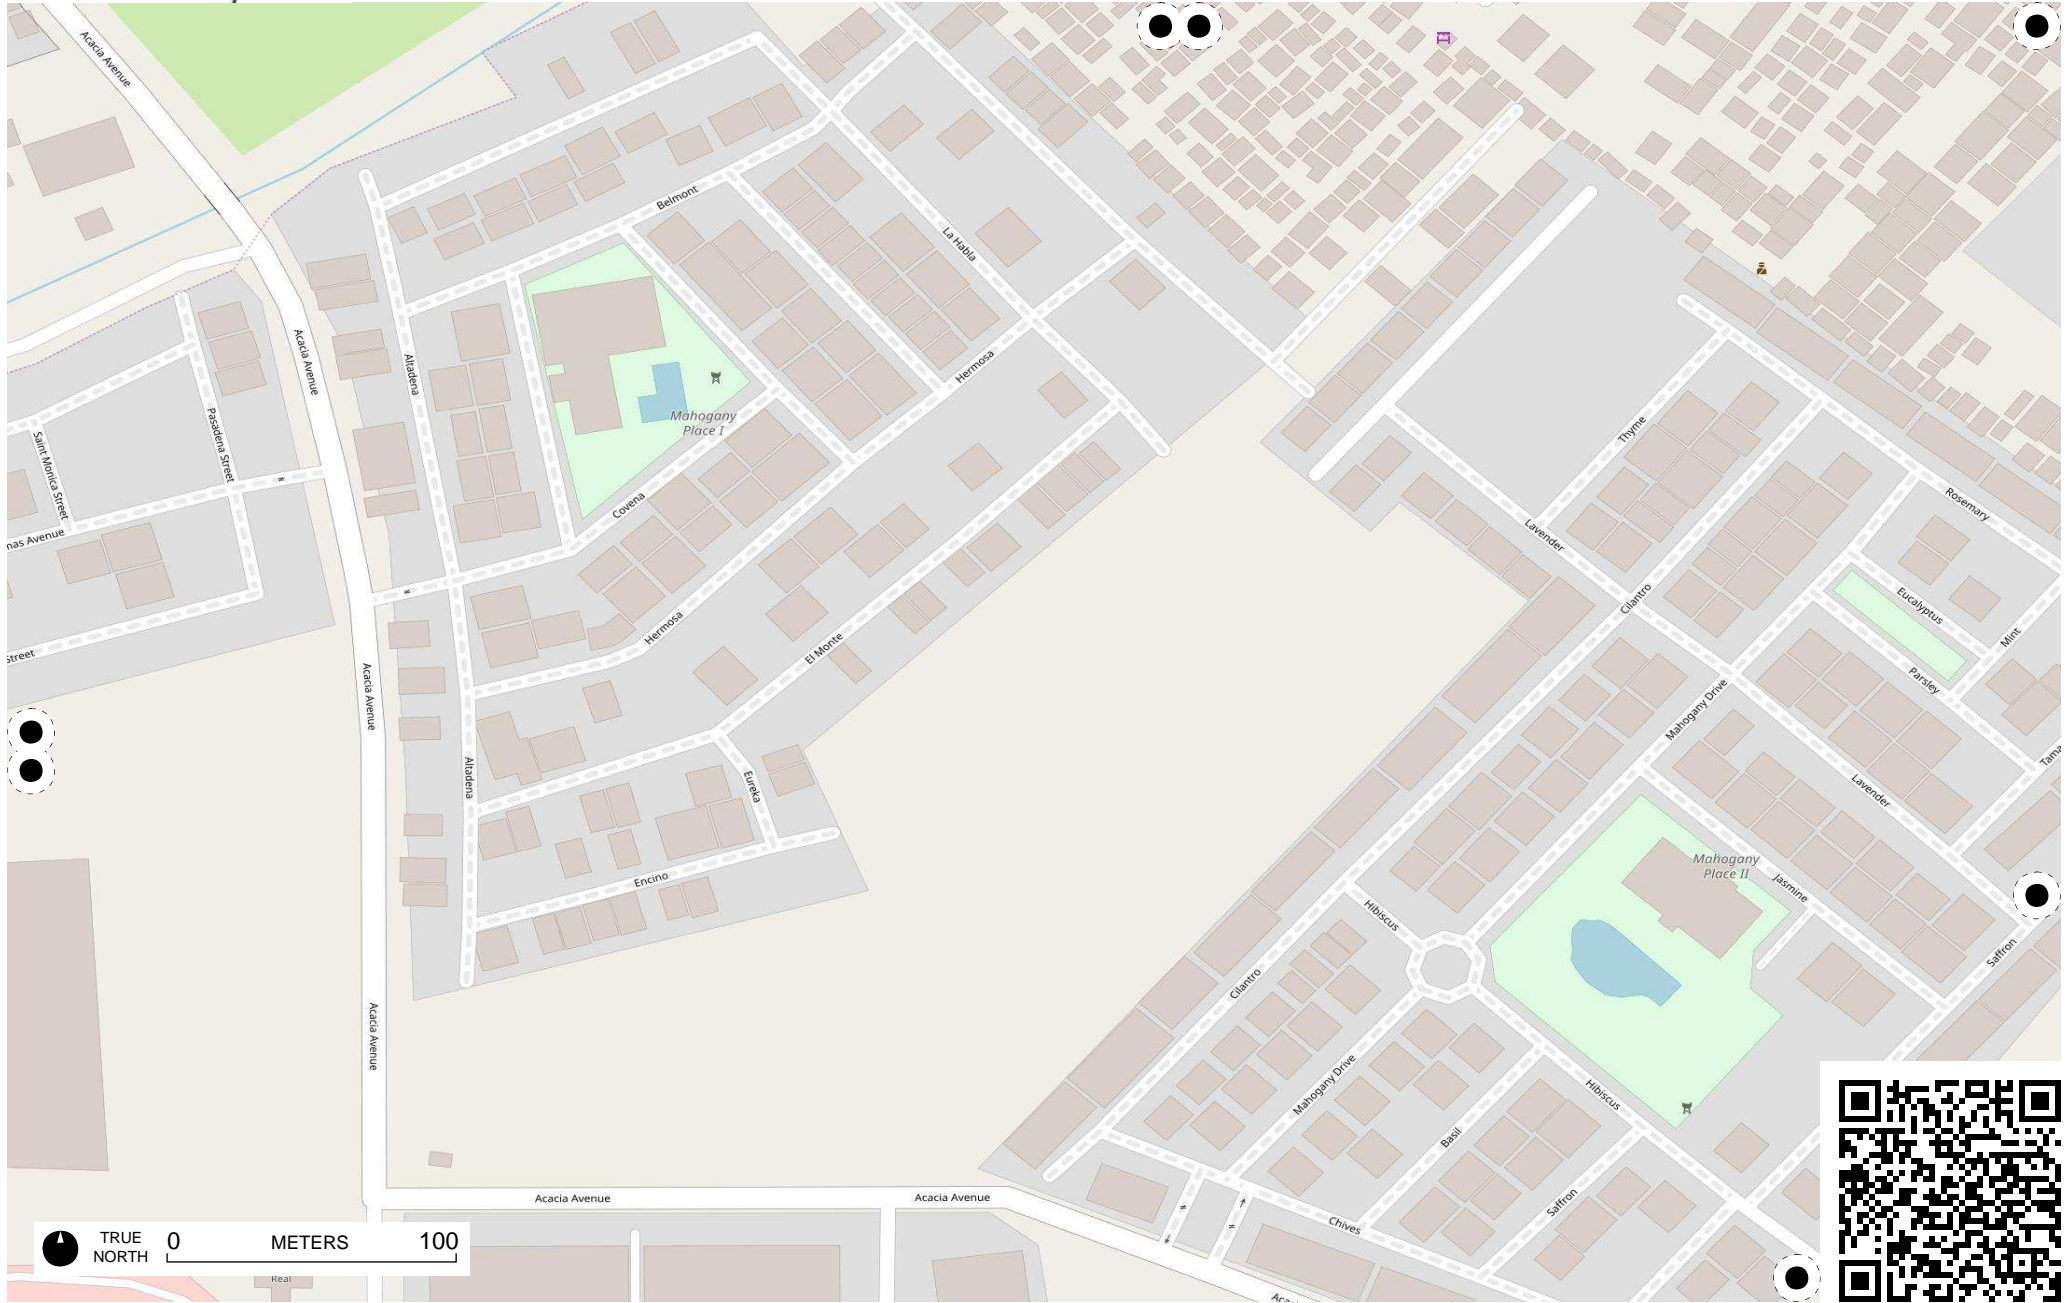 Acacia Avenue
Belmont
La Habla
Acacia Avenue
Altadena
Hermosa
Pasadena Street
Saint Monica Street
Mahogany
Place I
Thyme
Rosemary
Covena
Lavender
nas Avenue
Cilantro
Eucalyptus
Mint
Hermosa
El Monte
Street
Parsley
Acacia Avenue
Mahogany Drive
Tama
Altadena
Eureka
Lavender
Mahogany
Place II
Jasmine
Encino
Hibiscus
Saffron
Cilantro
Acacia Avenue
Mahogany Drive
Hibiscus
Basil
Acacia Avenue
Acacia Avenue
Saffron
Chives
TRUE
NORTH
0 METERS 100
Real
Aca